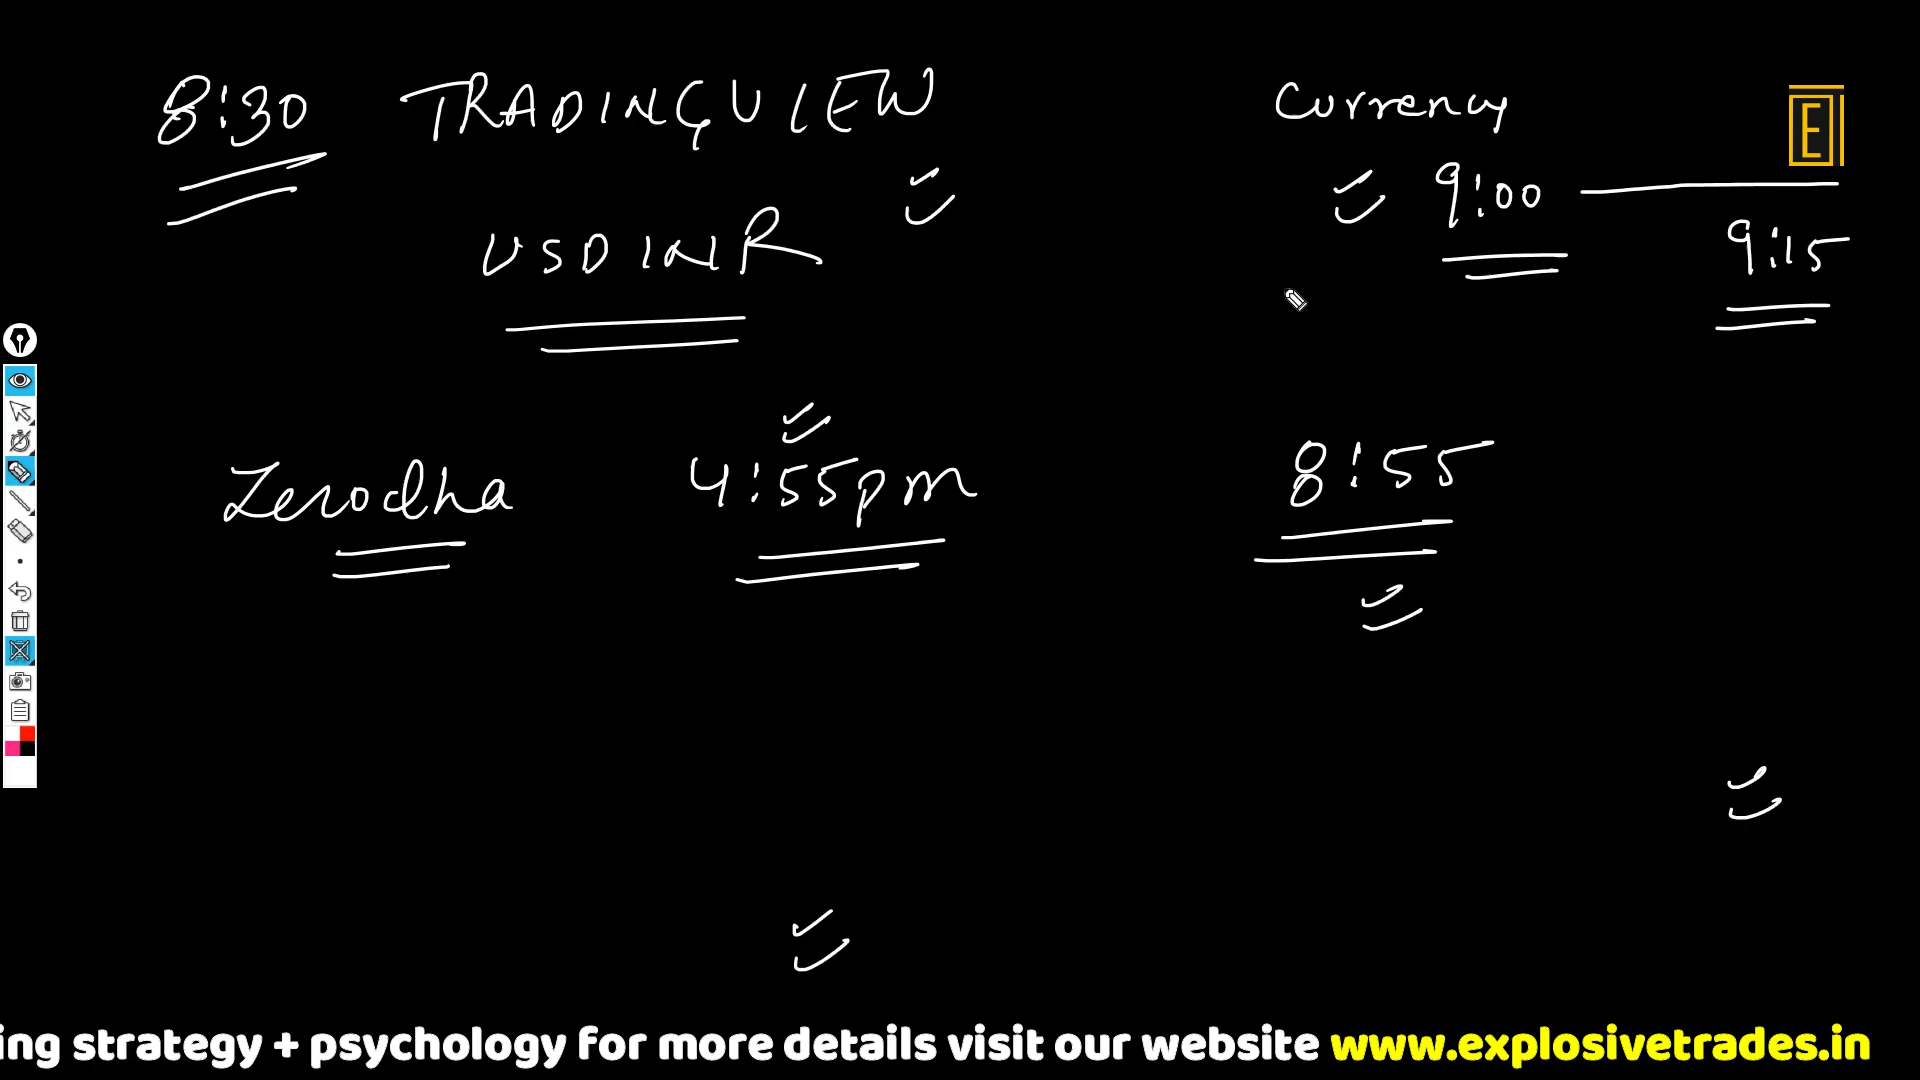 8:30 TRADINGVIEW
Currency
9:00
9:15
USDINR
Zerodha 4:55pm
8:55
E
ing strategy + psychology for more details visit our website www.explosivetrades.in